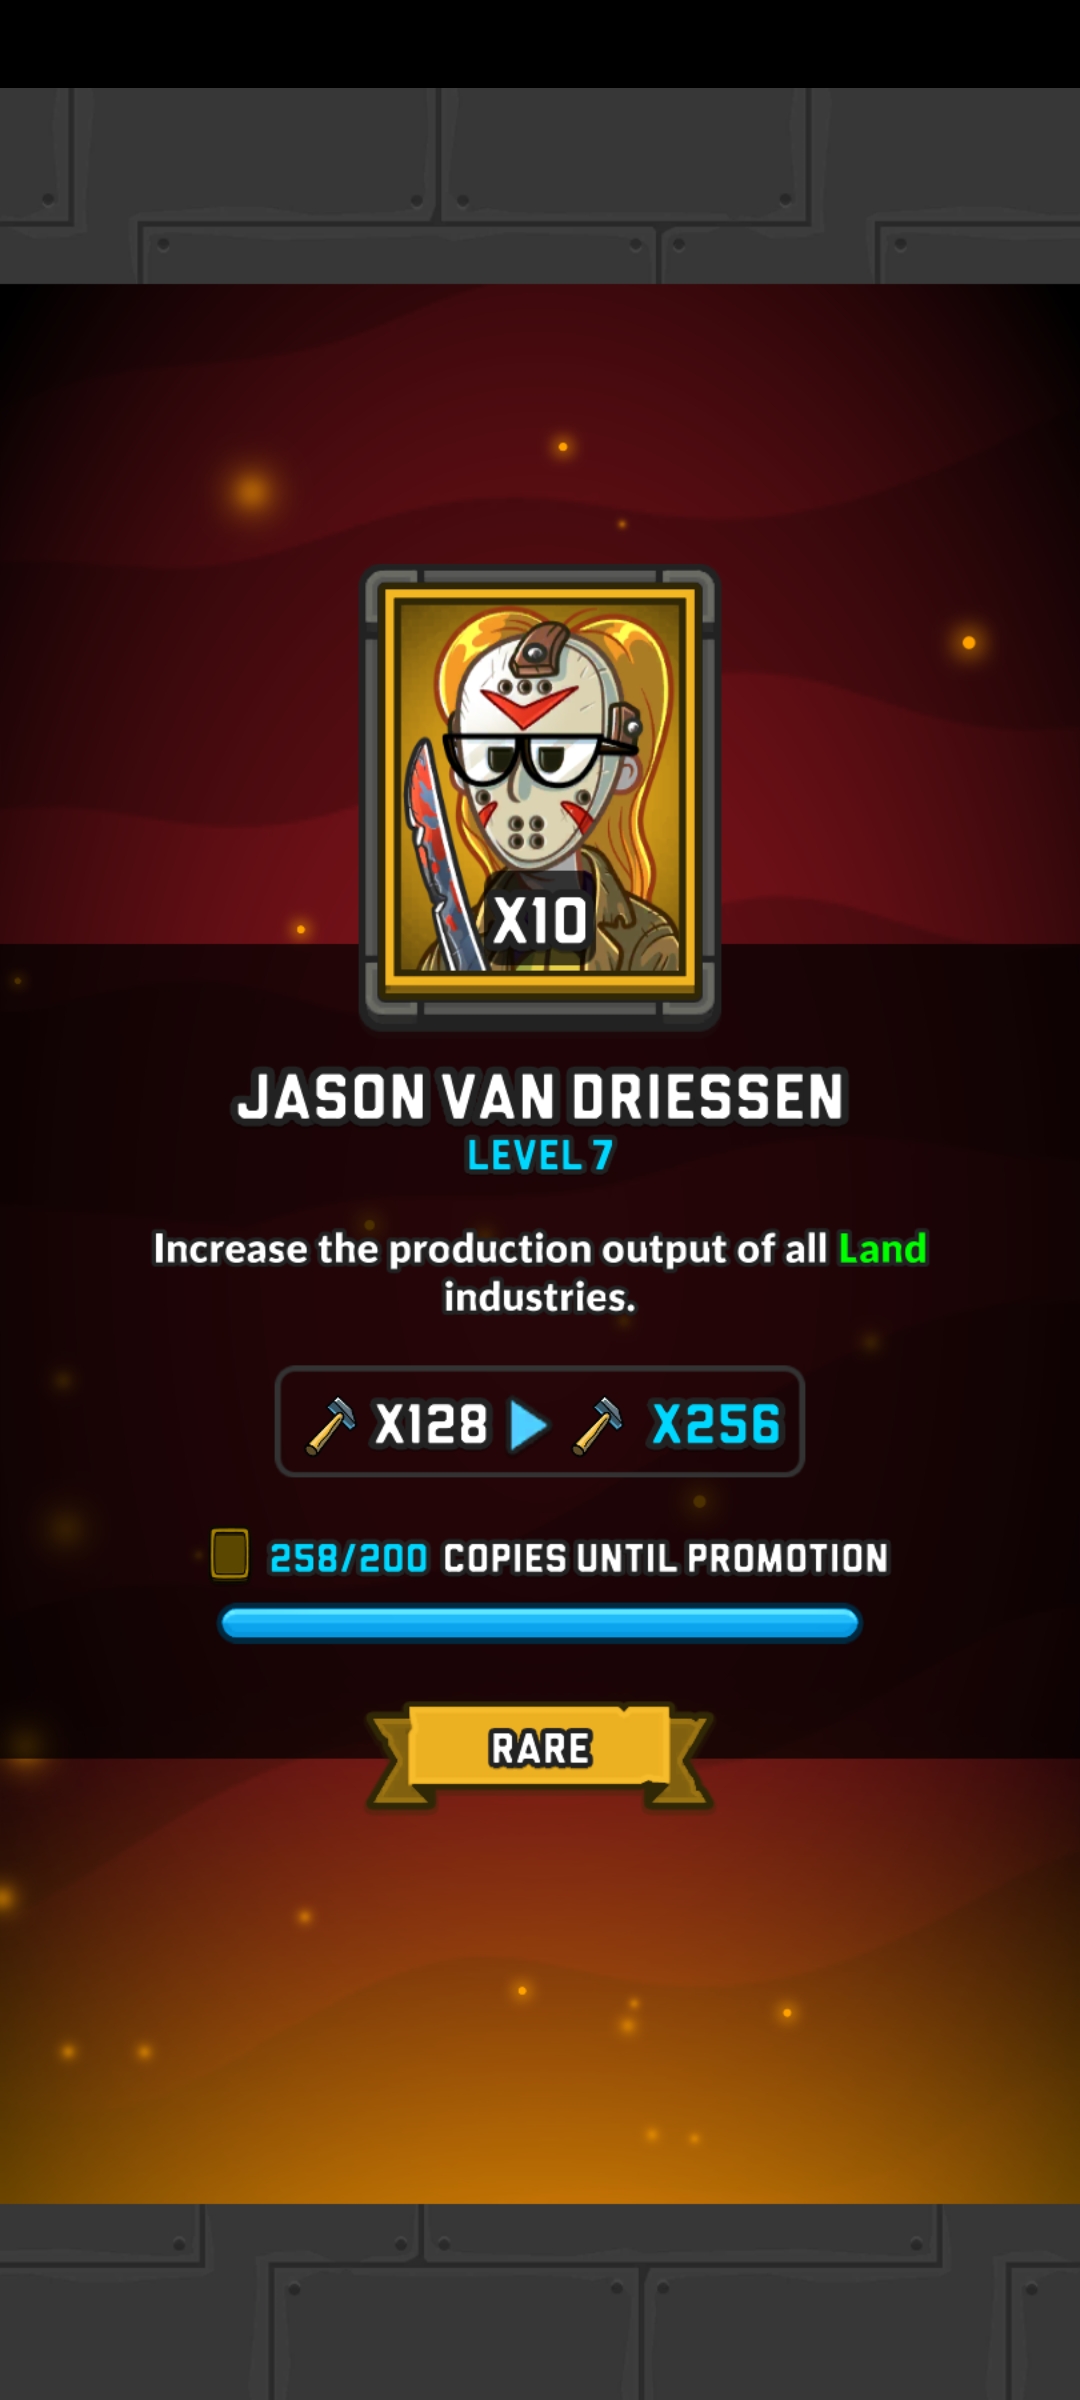 X10
JASON VAN DRIESSEN
LEVEL 7
Increase the production output of all Land
industries.
X128 X256
258/200 COPIES UNTIL PROMOTION
RARE